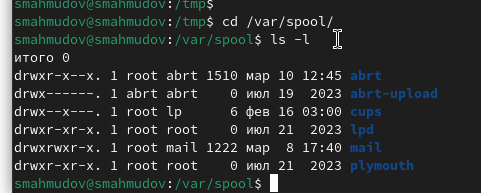 smahmudov@smahmudov:/tmp$
smahmudov@smahmudov:/tmp$ cd /var/spool/
smahmudov@smahmudov:/var/spool$ ls -l
итого 0
drwxr-x--x. 1 root abrt 1510 мар 10 12:45 abrt
drwx------. 1 abrt abrt    0 июл 19  2023 abrt-upload
drwx--x---. 1 root lp      6 фев 16 03:00 cups
drwxr-xr-x. 1 root root    0 июл 21  2023 lpd
drwxrwxr-x. 1 root mail 1222 мар  8 17:40 mail
drwxr-xr-x. 1 root root    0 июл 21  2023 plymouth
smahmudov@smahmudov:/var/spool$